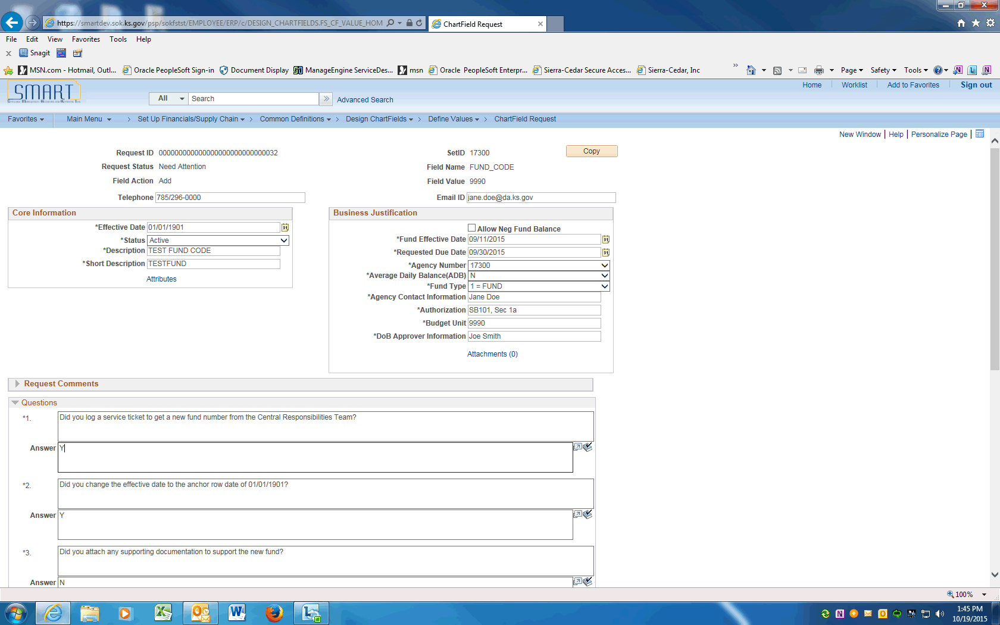 https://smartdev.sok.ks.gov/psp/sokfstst/EMPLOYEE/ERP/c/DESIGN_CHARTFIELDS.FS_CF_VALUE_HOM
ChartField Request
File Edit View Favorites Tools Help
x Snagit
MSN.com - Hotmail, Outl... Oracle PeopleSoft Sign-in Document Display ManageEngine ServiceDes... msn Oracle PeopleSoft Enterpr... Sierra-Cedar Secure Acces... Sierra-Cedar, Inc » Page Safety Tools
SMART
All Search » Advanced Search
Home Worklist Add to Favorites Sign out
Favorites Main Menu > Set Up Financials/Supply Chain > Common Definitions > Design ChartFields > Define Values > ChartField Request
New Window | Help | Personalize Page |
Request ID 0000000000000000000000000000032
SetID 17300
Copy
Request Status Need Attention
Field Name FUND_CODE
Field Action Add
Field Value 9990
Telephone 785/296-0000
Email ID jane.doe@da.ks.gov
Core Information
*Effective Date 01/01/1901
*Status Active
*Description TEST FUND CODE
*Short Description TESTFUND
Attributes
Business Justification
Allow Neg Fund Balance
*Fund Effective Date 09/11/2015
*Requested Due Date 09/30/2015
*Agency Number 17300
*Average Daily Balance(ADB) N
*Fund Type 1 = FUND
*Agency Contact Information Jane Doe
*Authorization SB101, Sec 1a
*Budget Unit 9990
*DoB Approver Information Joe Smith
Attachments (0)
Request Comments
Questions
*1. Did you log a service ticket to get a new fund number from the Central Responsibilities Team?
Answer Y
*2. Did you change the effective date to the anchor row date of 01/01/1901?
Answer Y
*3. Did you attach any supporting documentation to support the new fund?
Answer N
100%
1:45 PM
10/19/2015